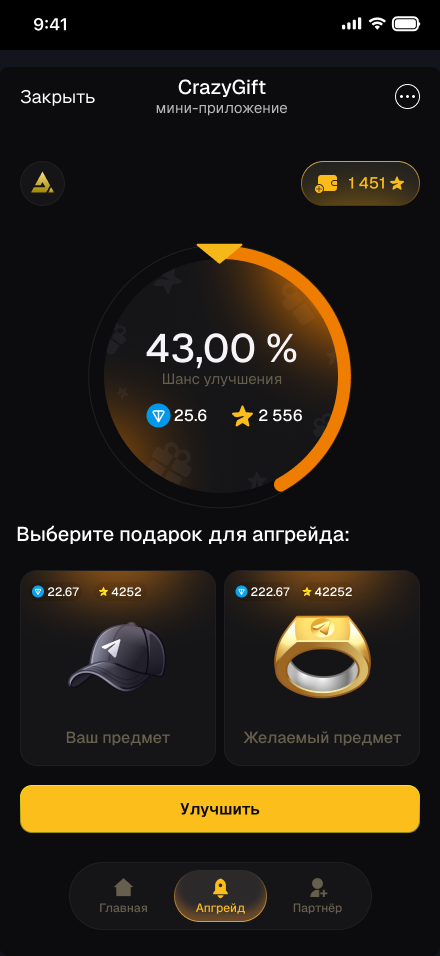 9:41
Закрыть
CrazyGift
мини-приложение
1 451
43,00 %
Шанс улучшения
25.6 2 556
Выберите подарок для апгрейда:
22.67 4252
222.67 42252
Ваш предмет
Желаемый предмет
Улучшить
Главная
Апгрейд
Партнёр